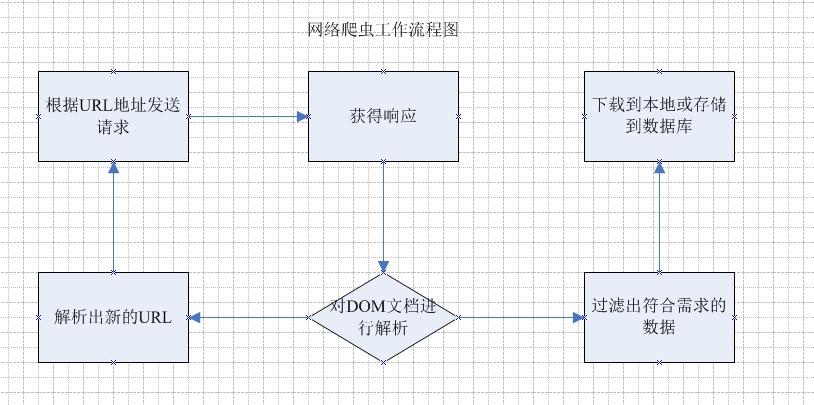 网络爬虫工作流程图
根据URL地址发送
请求
获得响应
下载到本地或存储
到数据库
解析出新的URL
对DOM文档进
行解析
过滤出符合需求的
数据